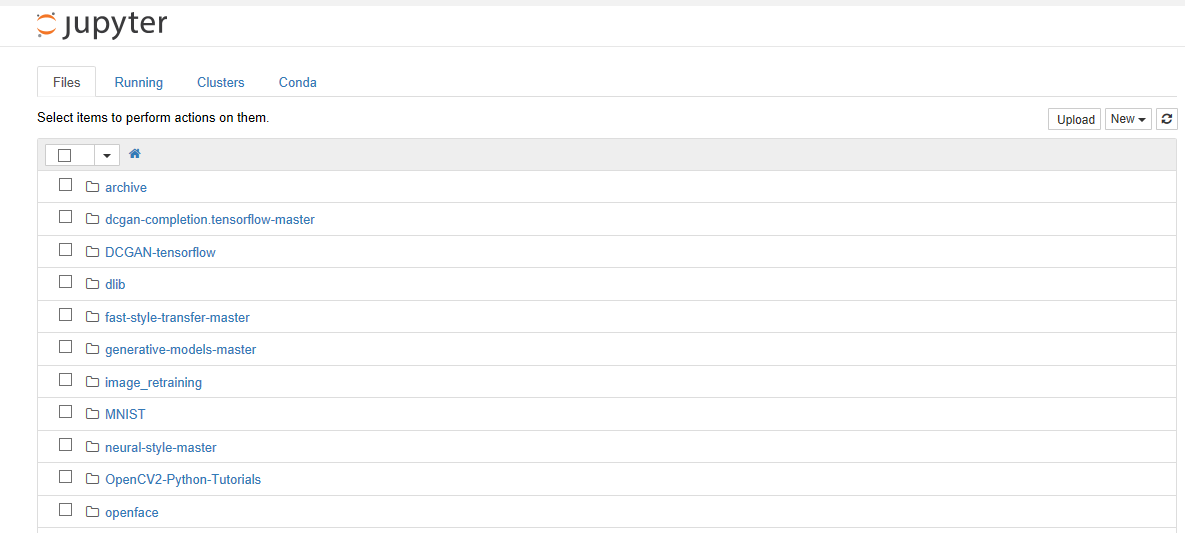 jupyter
Files Running Clusters Conda
Select items to perform actions on them.
Upload New
archive
dcgan-completion.tensorflow-master
DCGAN-tensorflow
dlib
fast-style-transfer-master
generative-models-master
image_retraining
MNIST
neural-style-master
OpenCV2-Python-Tutorials
openface